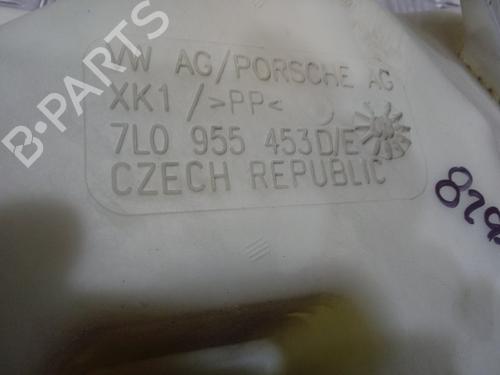 B-PARTS
VW AG/PORSCHE AG
XK1 / >PP<
7L0 955 453D/E
CZECH REPUBLIC